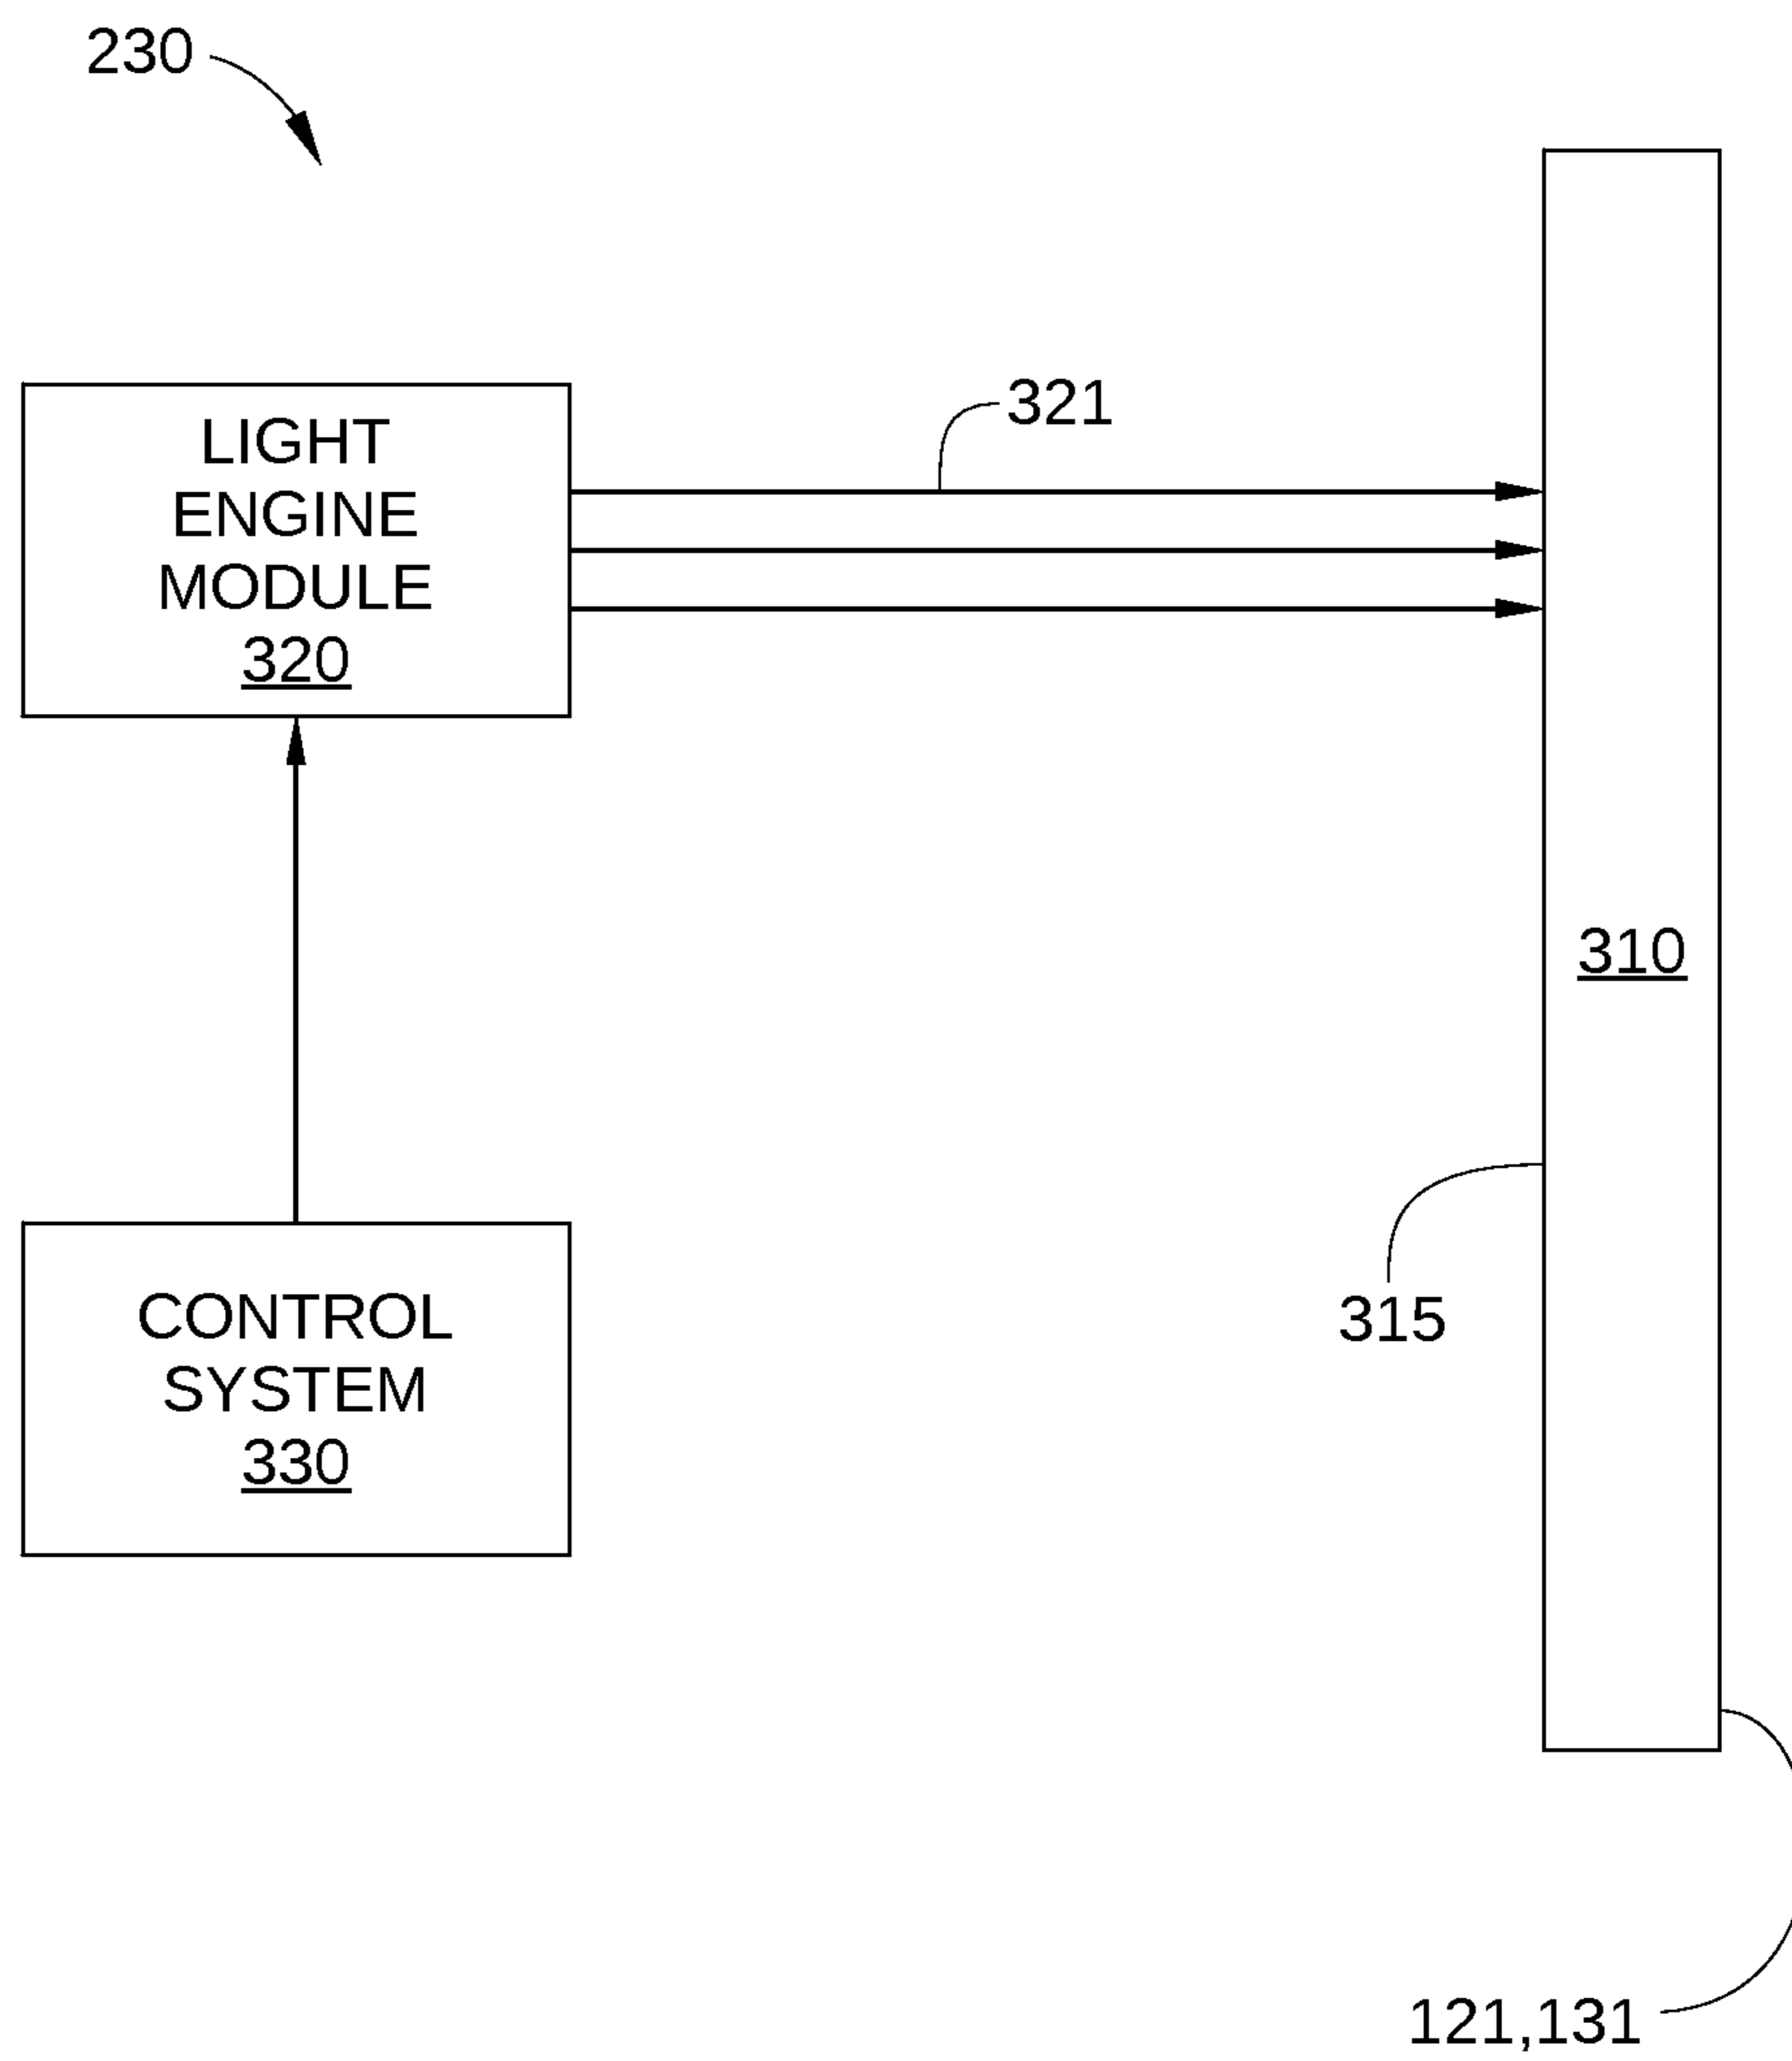 230
321
LIGHT
ENGINE
MODULE
320
310
315
CONTROL
SYSTEM
330
121,131